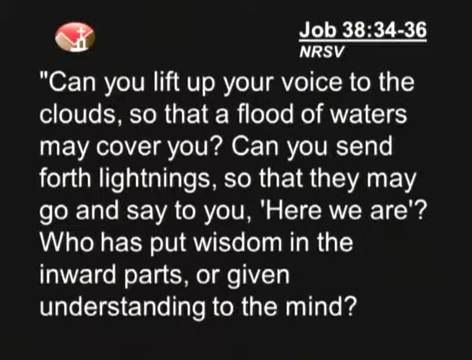 Job 38:34-36
NRSV
"Can you lift up your voice to the
clouds, so that a flood of waters
may cover you? Can you send
forth lightnings, so that they may
go and say to you, 'Here we are'?
Who has put wisdom in the
inward parts, or given
understanding to the mind?